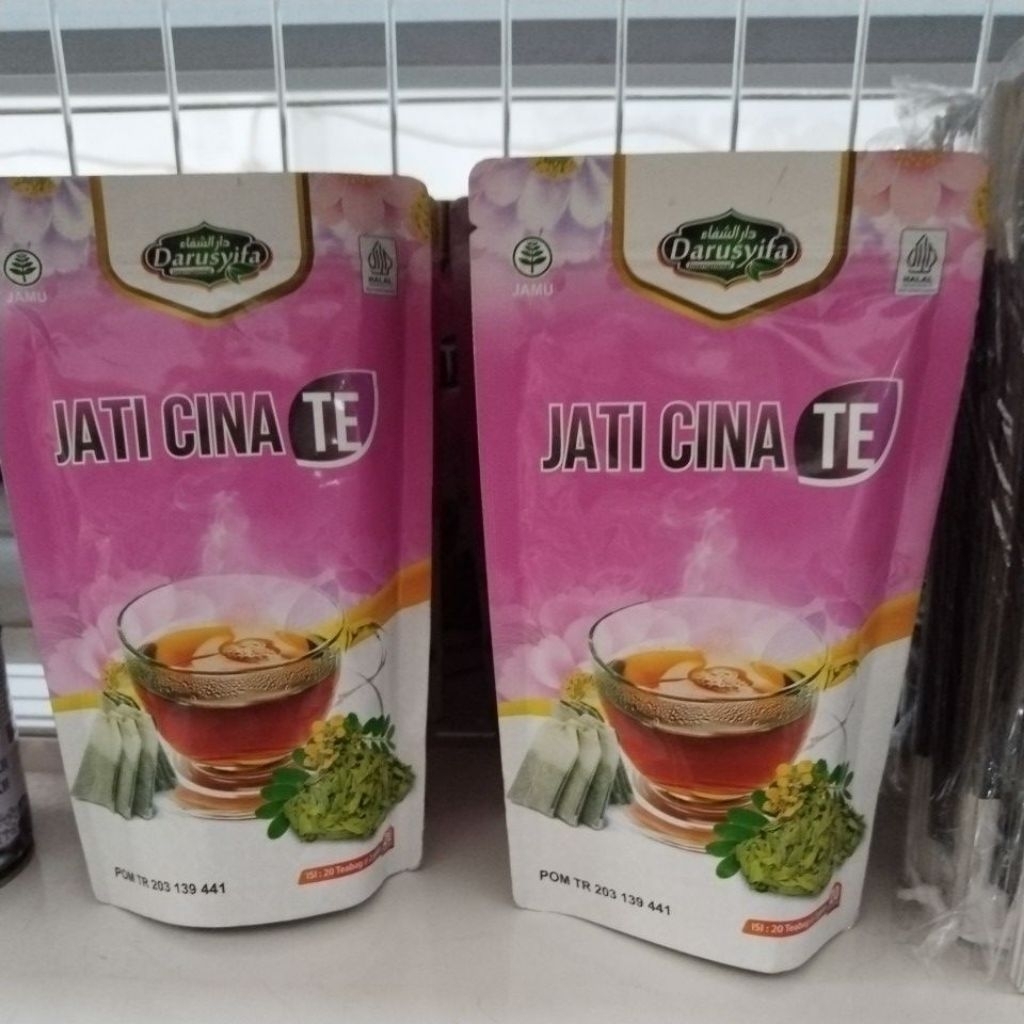 دار الشفاء
Darusyifa
JAMU
HALAL
JATI CINA TE
POM TR 203 139 441
ISI : 20 Teabag x
دار الشفاء
Darusyifa
JAMU
HALAL
JATI CINA TE
POM TR 203 139 441
ISI : 20 Teabag